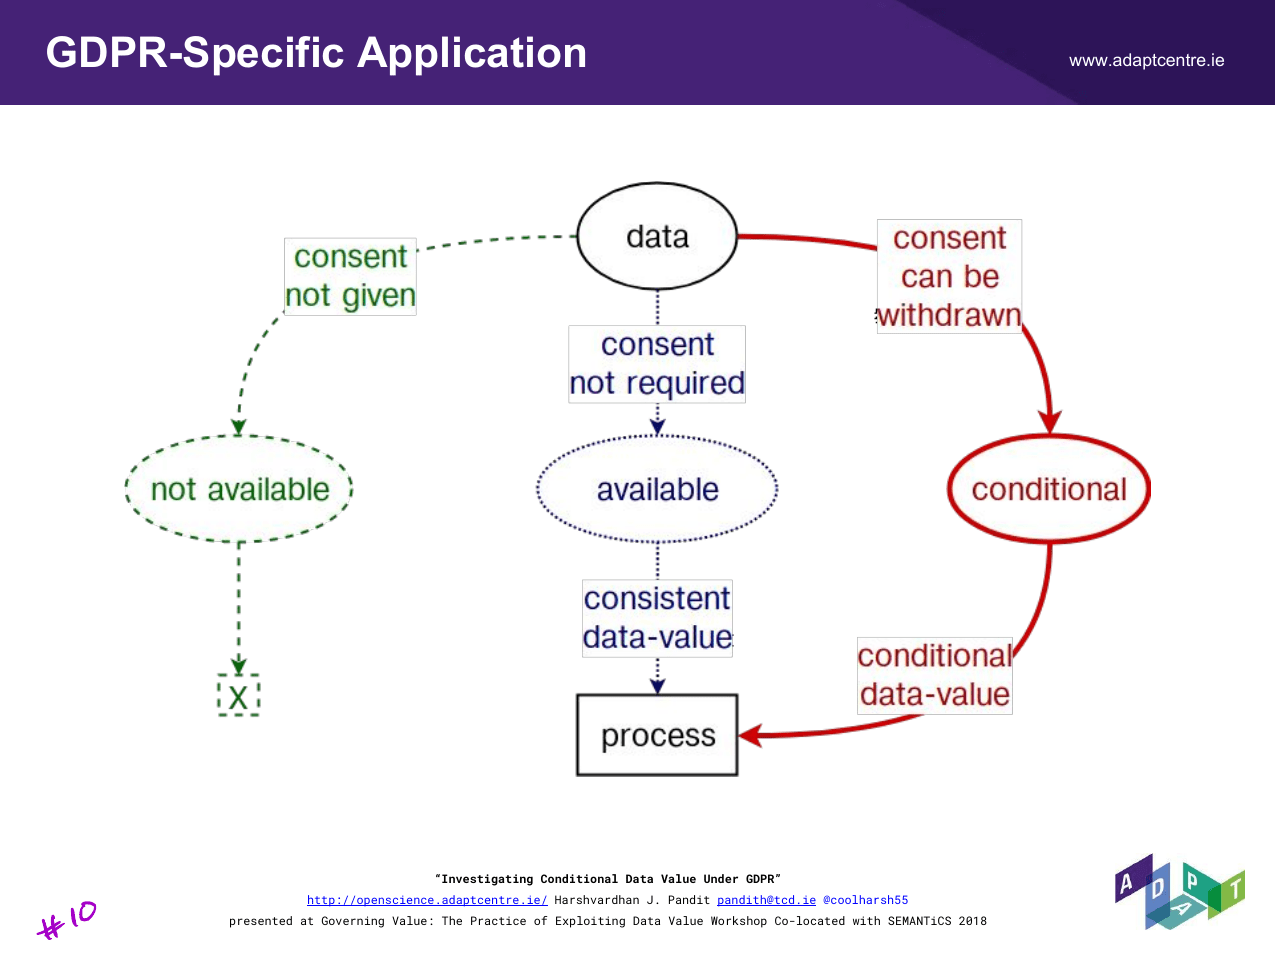 GDPR-Specific Application
www.adaptcentre.ie
data
consent
not given
consent
can be
withdrawn
consent
not required
not available
available
conditional
consistent
data-value
conditional
data-value
X
process
“Investigating Conditional Data Value Under GDPR”
http://openscience.adaptcentre.ie/ Harshvardhan J. Pandit pandith@tcd.ie @coolharsh55
presented at Governing Value: The Practice of Exploiting Data Value Workshop Co-located with SEMANTiCS 2018
#10
ADAPT